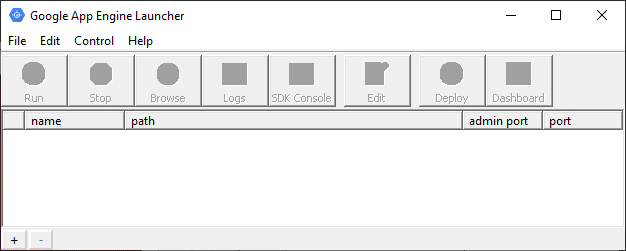 Google App Engine Launcher
File Edit Control Help
Run Stop Browse Logs SDK Console Edit Deploy Dashboard
name path admin port port
+ -